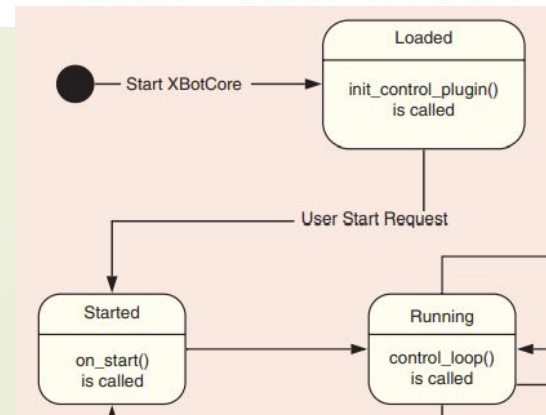 Loaded
Start XBotCore
init_control_plugin()
is called
User Start Request
Started
on_start()
is called
Running
control_loop()
is called